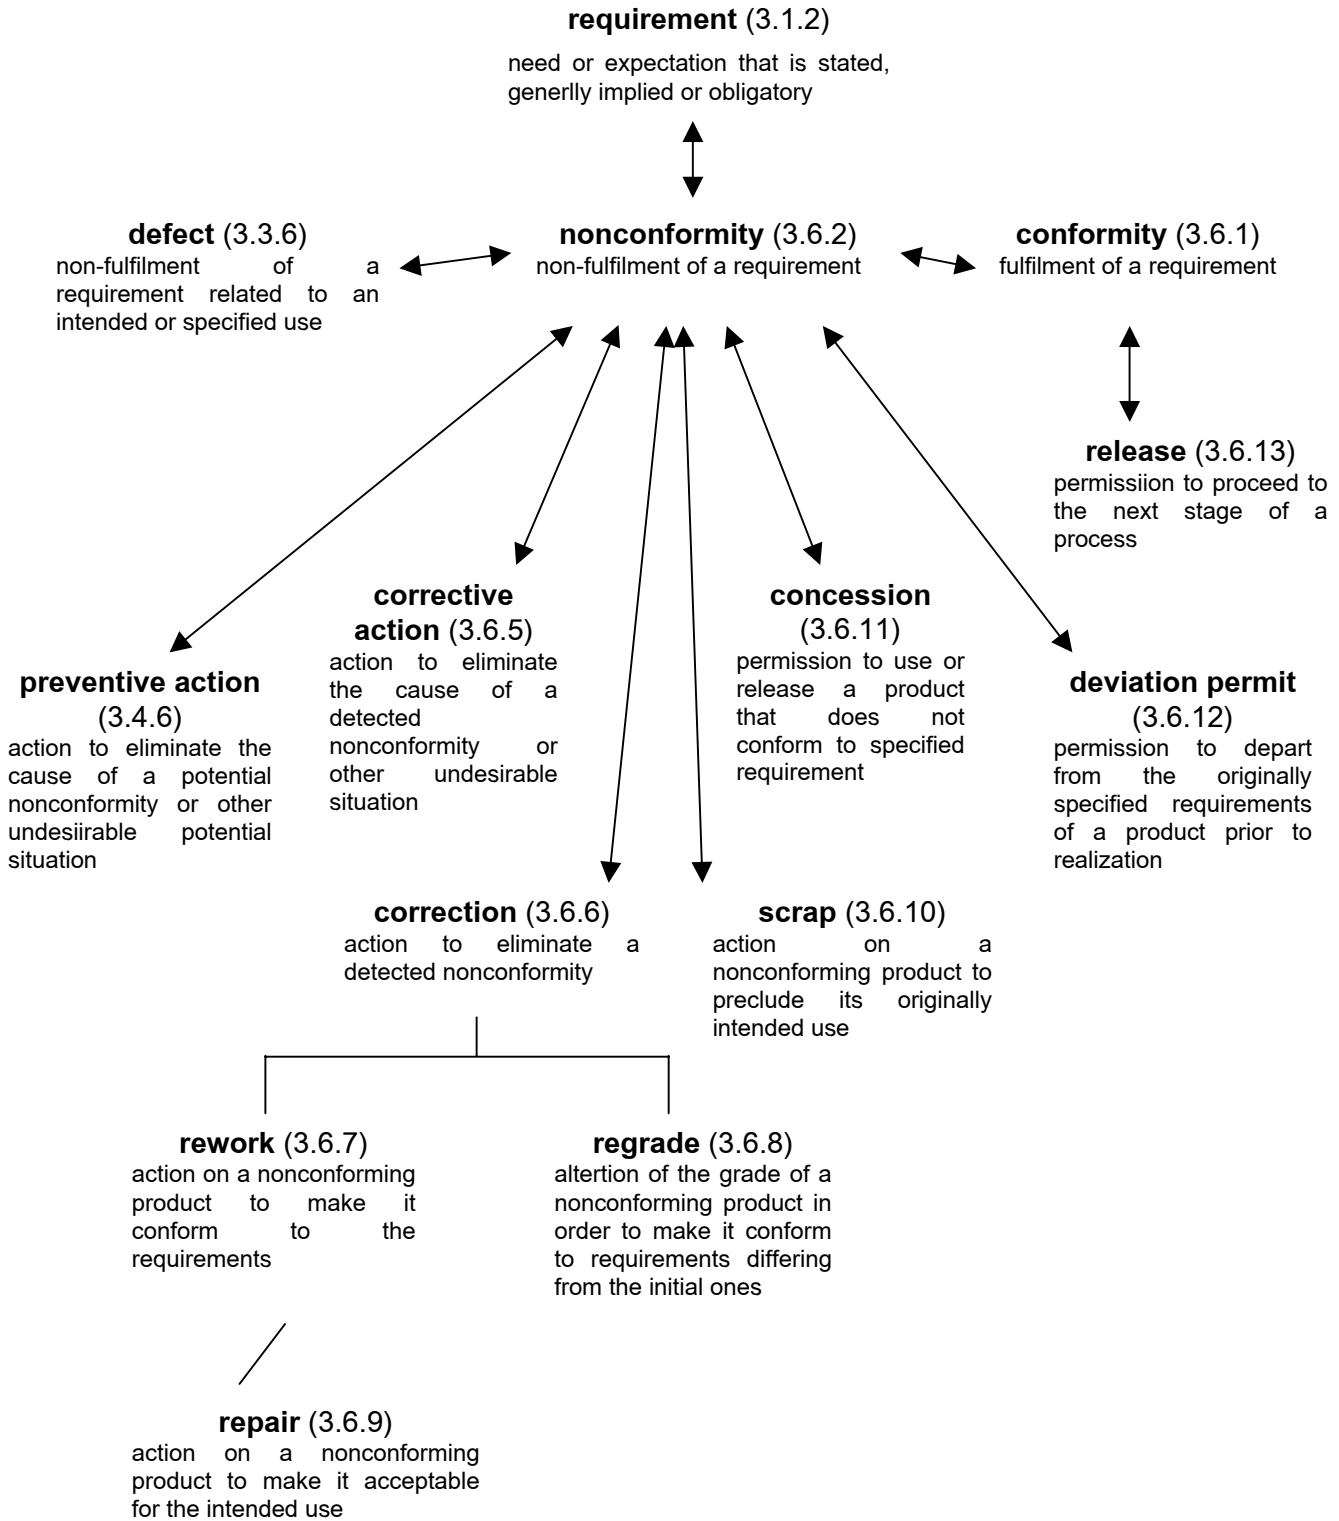 requirement (3.1.2)
need or expectation that is stated,
generlly implied or obligatory
defect (3.3.6)
non-fulfilment of a
requirement related to an
intended or specified use
nonconformity (3.6.2)
non-fulfilment of a requirement
conformity (3.6.1)
fulfilment of a requirement
release (3.6.13)
permissiion to proceed to
the next stage of a
process
preventive action
(3.4.6)
action to eliminate the
cause of a potential
nonconformity or other
undesiirable potential
situation
corrective
action (3.6.5)
action to eliminate
the cause of a
detected
nonconformity or
other undesirable
situation
concession
(3.6.11)
permission to use or
release a product
that does not
conform to specified
requirement
deviation permit
(3.6.12)
permission to depart
from the originally
specified requirements
of a product prior to
realization
correction (3.6.6)
action to eliminate a
detected nonconformity
scrap (3.6.10)
action on a
nonconforming product to
preclude its originally
intended use
rework (3.6.7)
action on a nonconforming
product to make it
conform to the
requirements
regrade (3.6.8)
altertion of the grade of a
nonconforming product in
order to make it conform
to requirements differing
from the initial ones
repair (3.6.9)
action on a nonconforming
product to make it acceptable
for the intended use